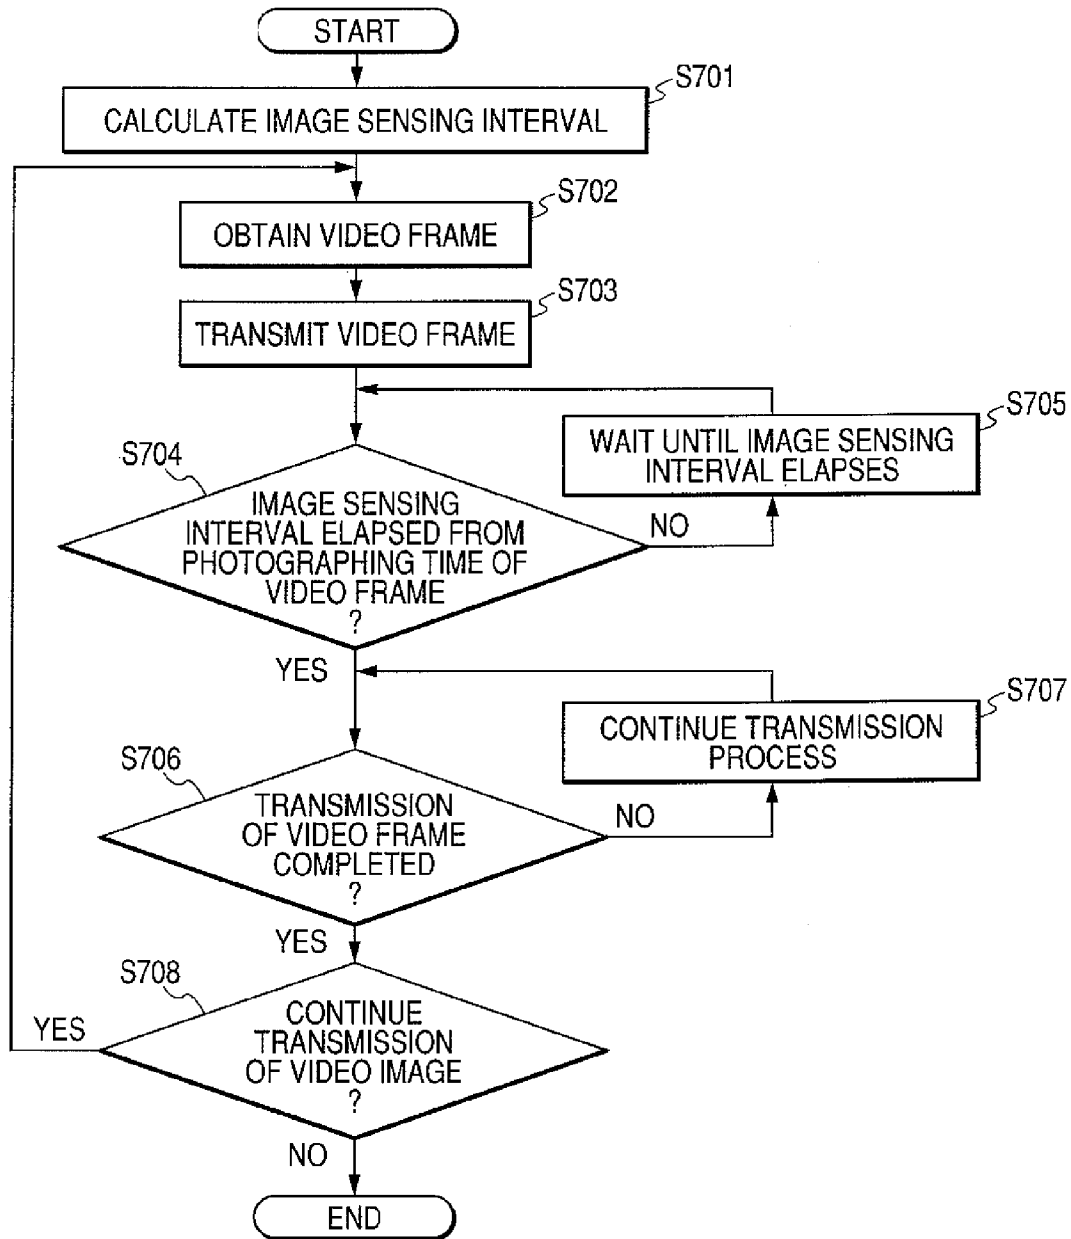 START
S701
CALCULATE IMAGE SENSING INTERVAL
S702
OBTAIN VIDEO FRAME
S703
TRANSMIT VIDEO FRAME
S705
WAIT UNTIL IMAGE SENSING
INTERVAL ELAPSES
S704
IMAGE SENSING
INTERVAL ELAPSED FROM
PHOTOGRAPHING TIME OF
VIDEO FRAME
?
NO
YES
S707
CONTINUE TRANSMISSION
PROCESS
S706
TRANSMISSION
OF VIDEO FRAME
COMPLETED
?
NO
YES
S708
CONTINUE
TRANSMISSION
OF VIDEO IMAGE
?
YES
NO
END